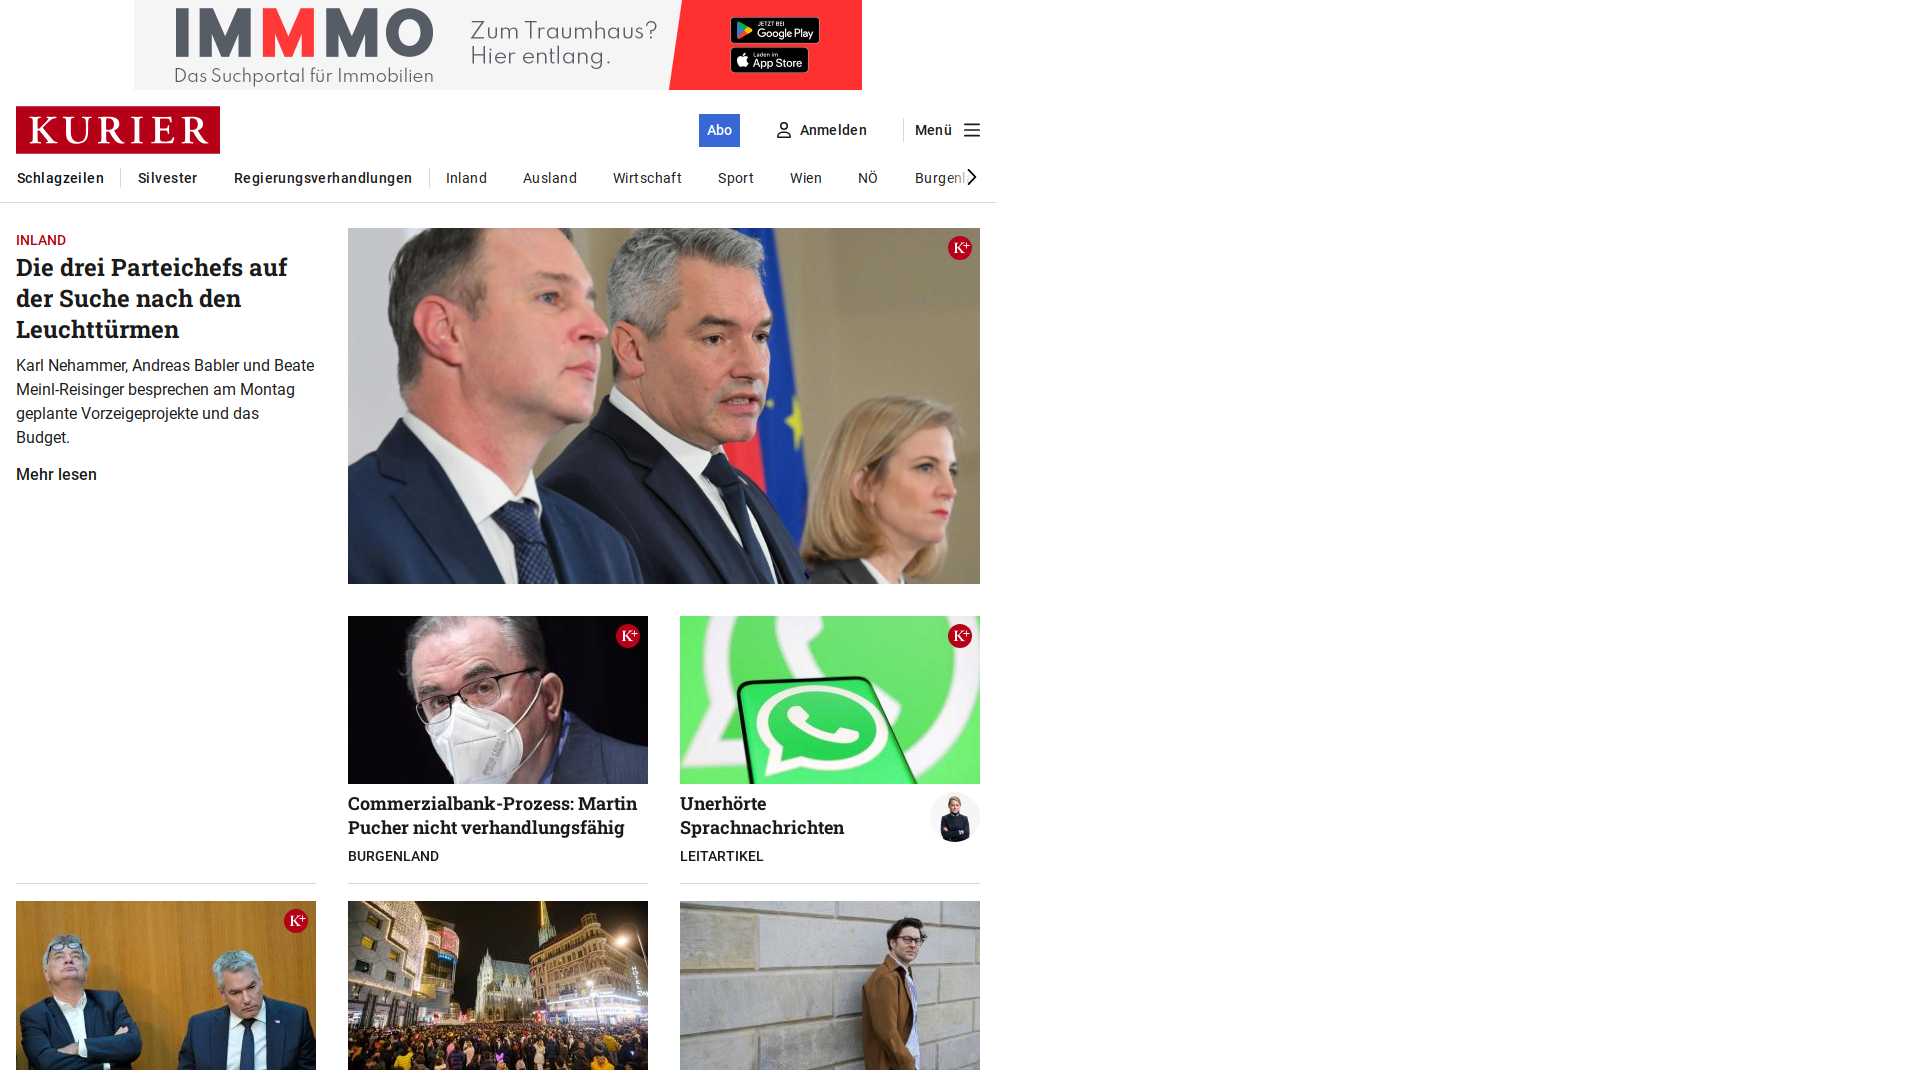 IMMMO
Das Suchportal für Immobilien
Zum Traumhaus?
Hier entlang.
JETZT BEI
Google Play
Laden im
App Store
KURIER
Abo
Anmelden
Menü
Schlagzeilen
Silvester
Regierungsverhandlungen
Inland
Ausland
Wirtschaft
Sport
Wien
NÖ
Burgenl
INLAND
Die drei Parteichefs auf
der Suche nach den
Leuchttürmen
Karl Nehammer, Andreas Babler und Beate
Meinl-Reisinger besprechen am Montag
geplante Vorzeigeprojekte und das
Budget.
Mehr lesen
K+
K+
K+
Commerzialbank-Prozess: Martin
Pucher nicht verhandlungsfähig
BURGENLAND
Unerhörte
Sprachnachrichten
LEITARTIKEL
K+